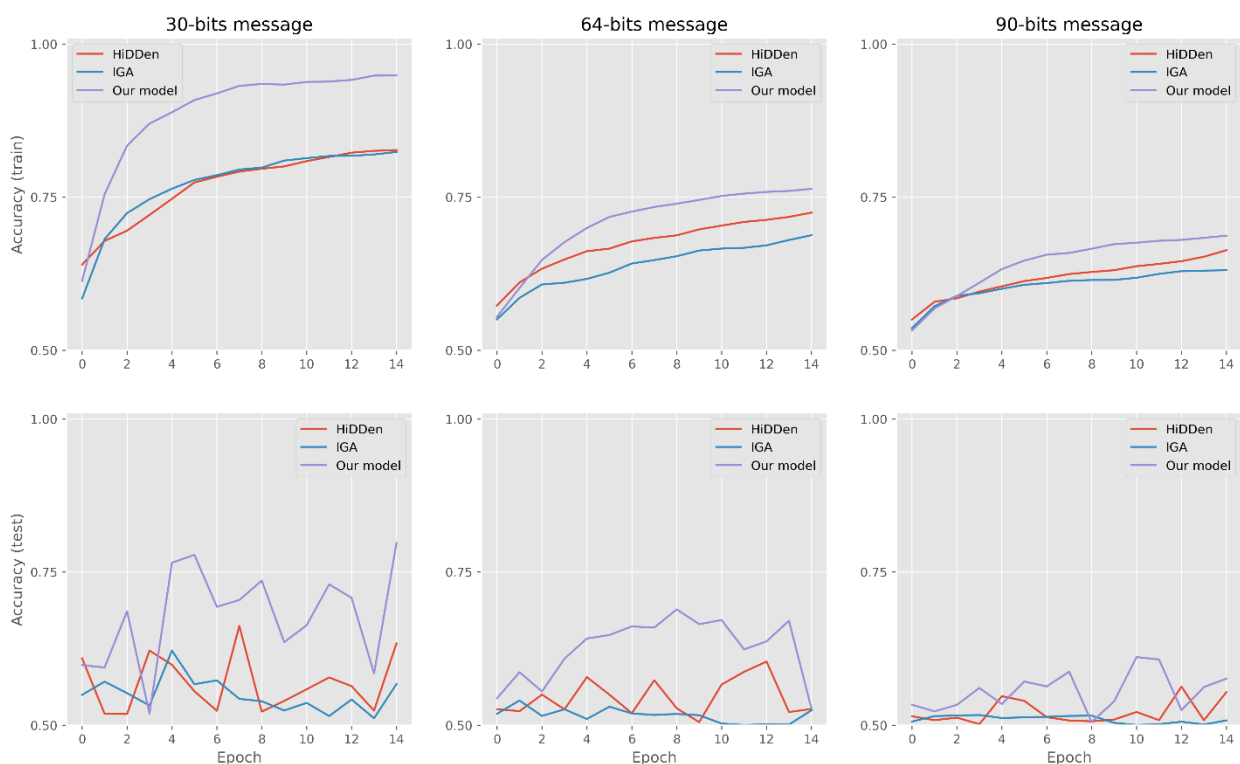 30-bits message
64-bits message
90-bits message
Accuracy (train)
1.00
0.75
0.50
HiDDen
IGA
Our model
0 2 4 6 8 10 12 14
1.00
0.75
0.50
HiDDen
IGA
Our model
0 2 4 6 8 10 12 14
1.00
0.75
0.50
HiDDen
IGA
Our model
0 2 4 6 8 10 12 14
Accuracy (test)
1.00
0.75
0.50
HiDDen
IGA
Our model
0 2 4 6 8 10 12 14
Epoch
1.00
0.75
0.50
HiDDen
IGA
Our model
0 2 4 6 8 10 12 14
Epoch
1.00
0.75
0.50
HiDDen
IGA
Our model
0 2 4 6 8 10 12 14
Epoch